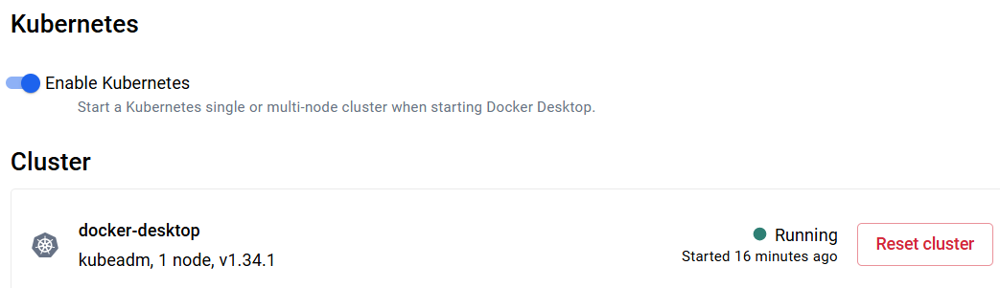 Kubernetes
Enable Kubernetes
Start a Kubernetes single or multi-node cluster when starting Docker Desktop.
Cluster
docker-desktop
kubeadm, 1 node, v1.34.1
Running
Started 16 minutes ago
Reset cluster